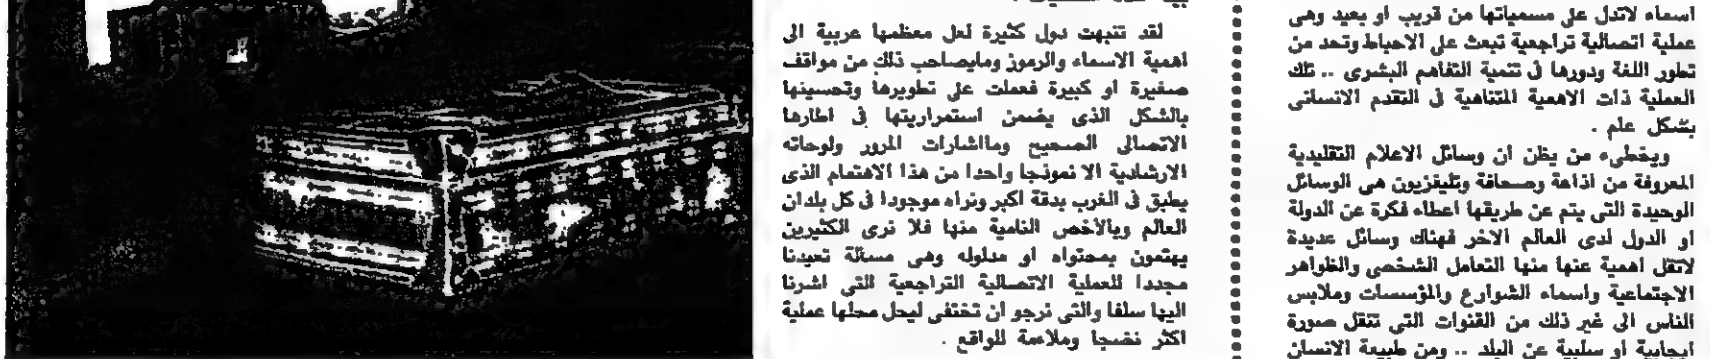 اسماء لاتدل على مسمياتها من قريب او بعيد وهى
عملية اتصالية تراجعية تبعث على الاحباط وتحد من
تطور اللغة ودورها فى تنمية التفاهم البشرى .. تلك
العملية ذات الاهمية المتناهية فى التقدم الانسانى
بشكل علم .
ويخطىء من يظن ان وسائل الاعلام التقليدية
المعروفة من اذاعة وصحافة وتليفزيون هى الوسائل
الوحيدة التى يتم عن طريقها اعطاء فكرة عن الدولة
او الدول لدى العالم الاخر فهناك وسائل عديدة
لاتقل اهمية عنها منها التعامل الشخصى والظواهر
الاجتماعية واسماء الشوارع والمؤسسات وملابس
الناس الى غير ذلك من القنوات التى تنقل صورة
ايجابية او سلبية عن البلد .. ومن طبيعة الانسان
لقد تنبهت دول كثيرة لعل معظمها عربية الى
اهمية الاسماء والرموز ومايصاحب ذلك من مواقف
صغيرة او كبيرة فعملت على تطويرها وتحسينها
بالشكل الذى يضمن استمراريتها فى اطارها
الاتصالى الصحيح ومااشارات المرور ولوحاته
الارشادية الا نموذجا واحدا من هذا الاهتمام الذى
يطبق فى الغرب بدقة اكبر ونراه موجودا فى كل بلدان
العالم وبالأخص النامية منها فلا نرى الكثيرين
يهتمون بمحتواه او مدلوله وهى مسألة تعيدنا
مجددا للعملية الاتصالية التراجعية التى اشرنا
اليها سلفا والتى نرجو ان تختفى ليحل محلها عملية
اكثر نضجا وملاءمة للواقع .